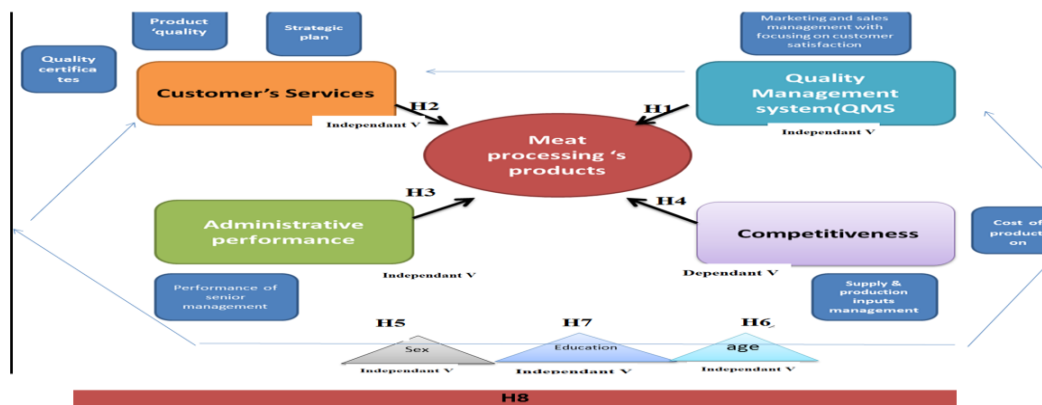 Product
‘quality
Strategic
plan
Marketing and sales
management with
focusing on customer
satisfaction
Quality
certifica
tes
Customer’s Services
Quality
Management
system(QMS
H2
H1
Independant V
Independant V
Meat
processing ‘s
products
H3
H4
Administrative
performance
Competitiveness
Cost of
producti
on
Independant V
Dependant V
Performance of
senior
management
Supply &
production
inputs
management
H5
H7
H6
Sex
Education
age
Independant V
Independant V
Independant V
H8